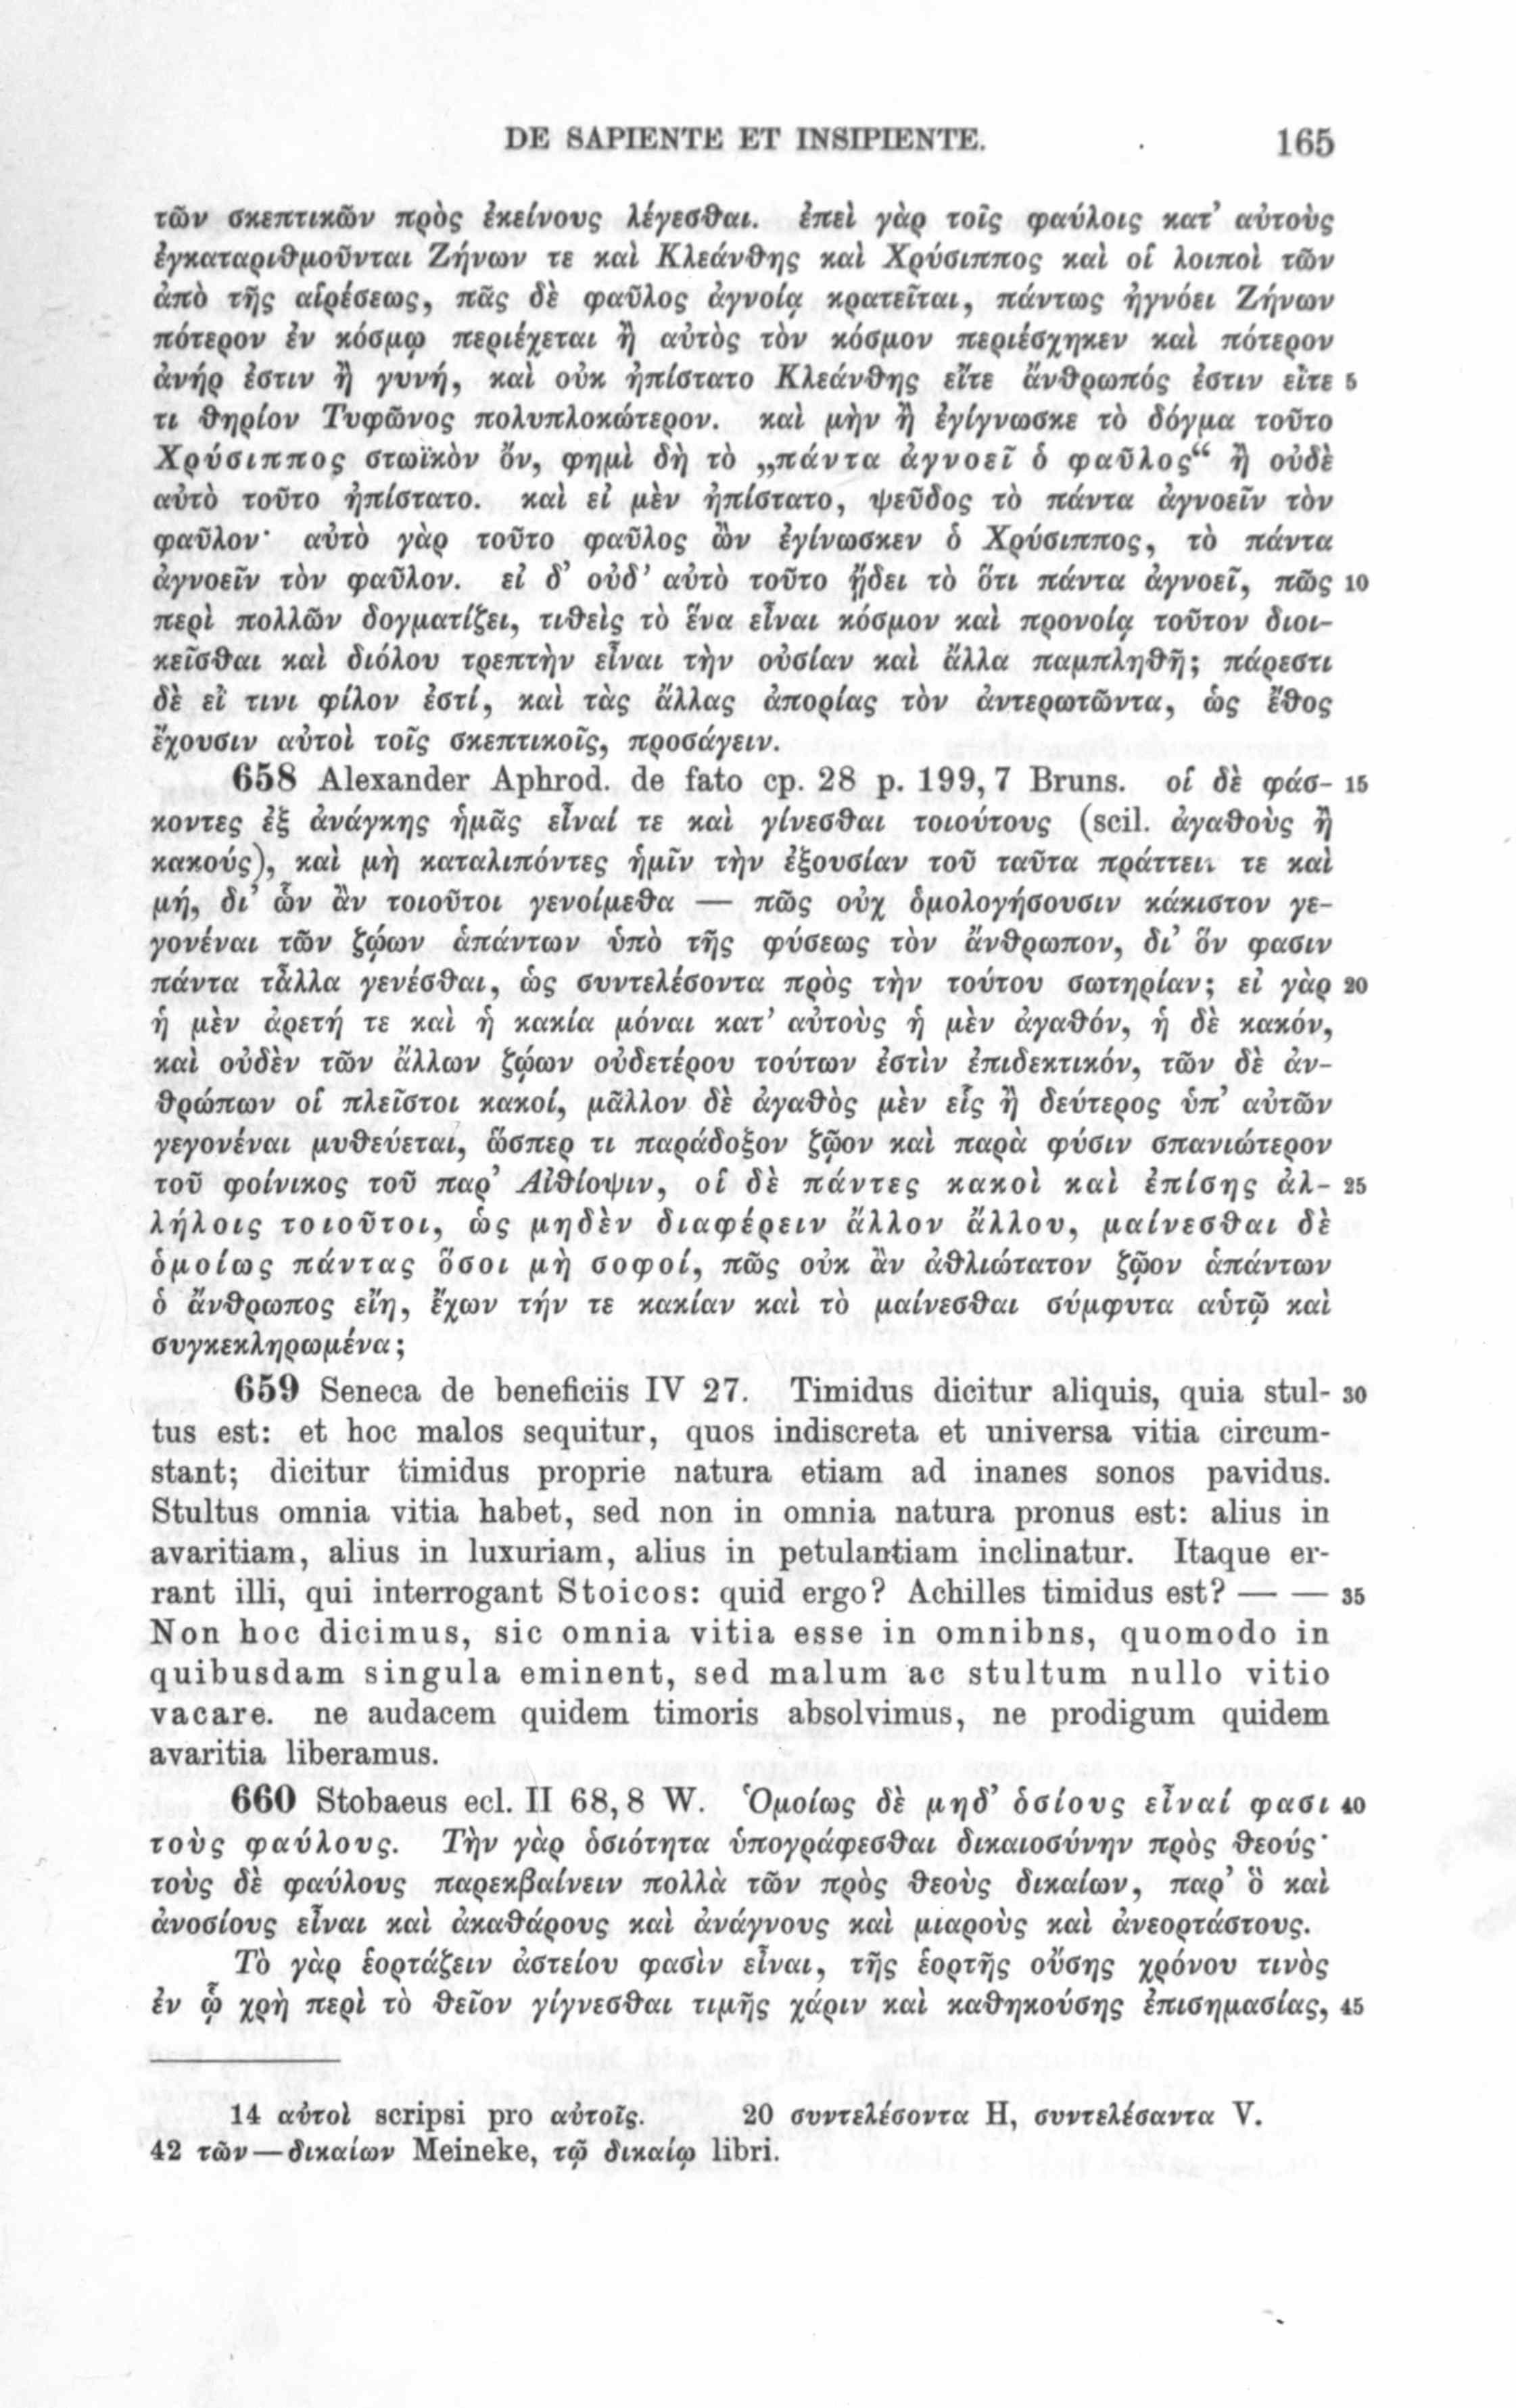 DE SAPIENTE ET INSIPIENTE. 165
τῶν σκεπτικῶν πρὸς ἐκείνους λέγεσθαι. ἐπεὶ γὰρ τοῖς φαύλοις κατ’ αὐτοὺς
ἐγκαταριθμοῦνται Ζήνων τε καὶ Κλεάνθης καὶ Χρύσιππος καὶ οἱ λοιποὶ τῶν
ἀπὸ τῆς αἱρέσεως, πᾶς δὲ φαῦλος ἀγνοίᾳ κρατεῖται, πάντως ἠγνόει Ζήνων
πότερον ἐν κόσμῳ περιέχεται ἢ αὐτὸς τὸν κόσμον περιέσχηκεν καὶ πότερον
ἀνήρ ἐστιν ἢ γυνή, καὶ οὐκ ἠπίστατο Κλεάνθης εἴτε ἄνθρωπός ἐστιν εἴτε 5
τι θηρίον Τυφῶνος πολυπλοκώτερον. καὶ μὴν ἢ ἐγίγνωσκε τὸ δόγμα τοῦτο
Χρύσιππος στωϊκὸν ὄν, φημὶ δὴ τὸ „πάντα ἀγνοεῖ ὁ φαῦλος“ ἢ οὐδὲ
αὐτὸ τοῦτο ἠπίστατο. καὶ εἰ μὲν ἠπίστατο, ψεῦδος τὸ πάντα ἀγνοεῖν τὸν
φαῦλον· αὐτὸ γὰρ τοῦτο φαῦλος ὢν ἐγίνωσκεν ὁ Χρύσιππος, τὸ πάντα
ἀγνοεῖν τὸν φαῦλον. εἰ δ’ οὐδ’ αὐτὸ τοῦτο ᾔδει τὸ ὅτι πάντα ἀγνοεῖ, πῶς 10
περὶ πολλῶν δογματίζει, τιθεὶς τὸ ἕνα εἶναι κόσμον καὶ προνοίᾳ τοῦτον διοι-
κεῖσθαι καὶ διόλου τρεπτὴν εἶναι τὴν οὐσίαν καὶ ἄλλα παμπληθῆ; πάρεστι
δὲ εἴ τινι φίλον ἐστί, καὶ τὰς ἄλλας ἀπορίας τὸν ἀντερωτῶντα, ὡς ἔθος
ἔχουσιν αὐτοὶ τοῖς σκεπτικοῖς, προσάγειν.
658 Alexander Aphrod. de fato cp. 28 p. 199, 7 Bruns. οἱ δὲ φάσ- 15
κοντες ἐξ ἀνάγκης ἡμᾶς εἶναί τε καὶ γίνεσθαι τοιούτους (scil. ἀγαθοὺς ἢ
κακούς), καὶ μὴ καταλιπόντες ἡμῖν τὴν ἐξουσίαν τοῦ ταῦτα πράττειν τε καὶ
μή, δι’ ὧν ἂν τοιοῦτοι γενοίμεθα — πῶς οὐχ ὁμολογήσουσιν κάκιστον γε-
γονέναι τῶν ζῴων ἁπάντων ὑπὸ τῆς φύσεως τὸν ἄνθρωπον, δι’ ὅν φασιν
πάντα τἆλλα γενέσθαι, ὡς συντελέσοντα πρὸς τὴν τούτου σωτηρίαν; εἰ γὰρ 20
ἡ μὲν ἀρετή τε καὶ ἡ κακία μόναι κατ’ αὐτοὺς ἡ μὲν ἀγαθόν, ἡ δὲ κακόν,
καὶ οὐδὲν τῶν ἄλλων ζῴων οὐδετέρου τούτων ἐστὶν ἐπιδεκτικόν, τῶν δὲ ἀν-
θρώπων οἱ πλεῖστοι κακοί, μᾶλλον δὲ ἀγαθὸς μὲν εἷς ἢ δεύτερος ὑπ’ αὐτῶν
γεγονέναι μυθεύεται, ὥσπερ τι παράδοξον ζῷον καὶ παρὰ φύσιν σπανιώτερον
τοῦ φοίνικος τοῦ παρ’ Αἰθίοψιν, οἱ δὲ πάντες κακοὶ καὶ ἐπίσης ἀλ- 25
λήλοις τοιοῦτοι, ὡς μηδὲν διαφέρειν ἄλλον ἄλλου, μαίνεσθαι δὲ
ὁμοίως πάντας ὅσοι μὴ σοφοί, πῶς οὐκ ἂν ἀθλιώτατον ζῷον ἁπάντων
ὁ ἄνθρωπος εἴη, ἔχων τήν τε κακίαν καὶ τὸ μαίνεσθαι σύμφυτα αὑτῷ καὶ
συγκεκληρωμένα;
659 Seneca de beneficiis IV 27. Timidus dicitur aliquis, quia stul- 30
tus est: et hoc malos sequitur, quos indiscreta et universa vitia circum-
stant; dicitur timidus proprie natura etiam ad inanes sonos pavidus.
Stultus omnia vitia habet, sed non in omnia natura pronus est: alius in
avaritiam, alius in luxuriam, alius in petulantiam inclinatur. Itaque er-
rant illi, qui interrogant Stoicos: quid ergo? Achilles timidus est? — — 35
Non hoc dicimus, sic omnia vitia esse in omnibns, quomodo in
quibusdam singula eminent, sed malum ac stultum nullo vitio
vacare. ne audacem quidem timoris absolvimus, ne prodigum quidem
avaritia liberamus.
660 Stobaeus ecl. II 68, 8 W. Ὁμοίως δὲ μηδ’ ὁσίους εἶναί φασι 40
τοὺς φαύλους. Τὴν γὰρ ὁσιότητα ὑπογράφεσθαι δικαιοσύνην πρὸς θεούς·
τοὺς δὲ φαύλους παρεκβαίνειν πολλὰ τῶν πρὸς θεοὺς δικαίων, παρ’ ὃ καὶ
ἀνοσίους εἶναι καὶ ἀκαθάρους καὶ ἀνάγνους καὶ μιαροὺς καὶ ἀνεορτάστους.
Τὸ γὰρ ἑορτάζειν ἀστείου φασὶν εἶναι, τῆς ἑορτῆς οὔσης χρόνου τινὸς
ἐν ᾧ χρὴ περὶ τὸ θεῖον γίγνεσθαι τιμῆς χάριν καὶ καθηκούσης ἐπισημασίας, 45
14 αὐτοὶ scripsi pro αὐτοῖς. 20 συντελέσοντα H, συντελέσαντα V.
42 τῶν — δικαίων Meineke, τῷ δικαίῳ libri.